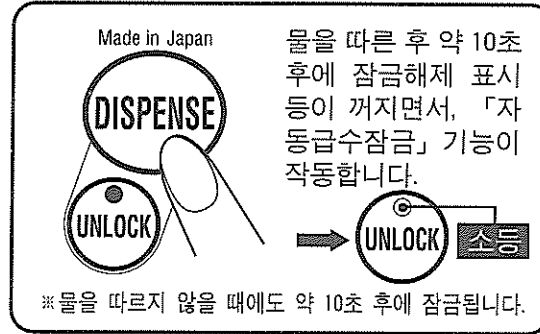 Made in Japan
DISPENSE
UNLOCK
물을 따른 후 약 10초
후에 잠금해제 표시
등이 꺼지면서, 「자
동급수잠금」 기능이
작동합니다.
UNLOCK
소등
※물을 따르지 않을 때에도 약 10초 후에 잠금됩니다.